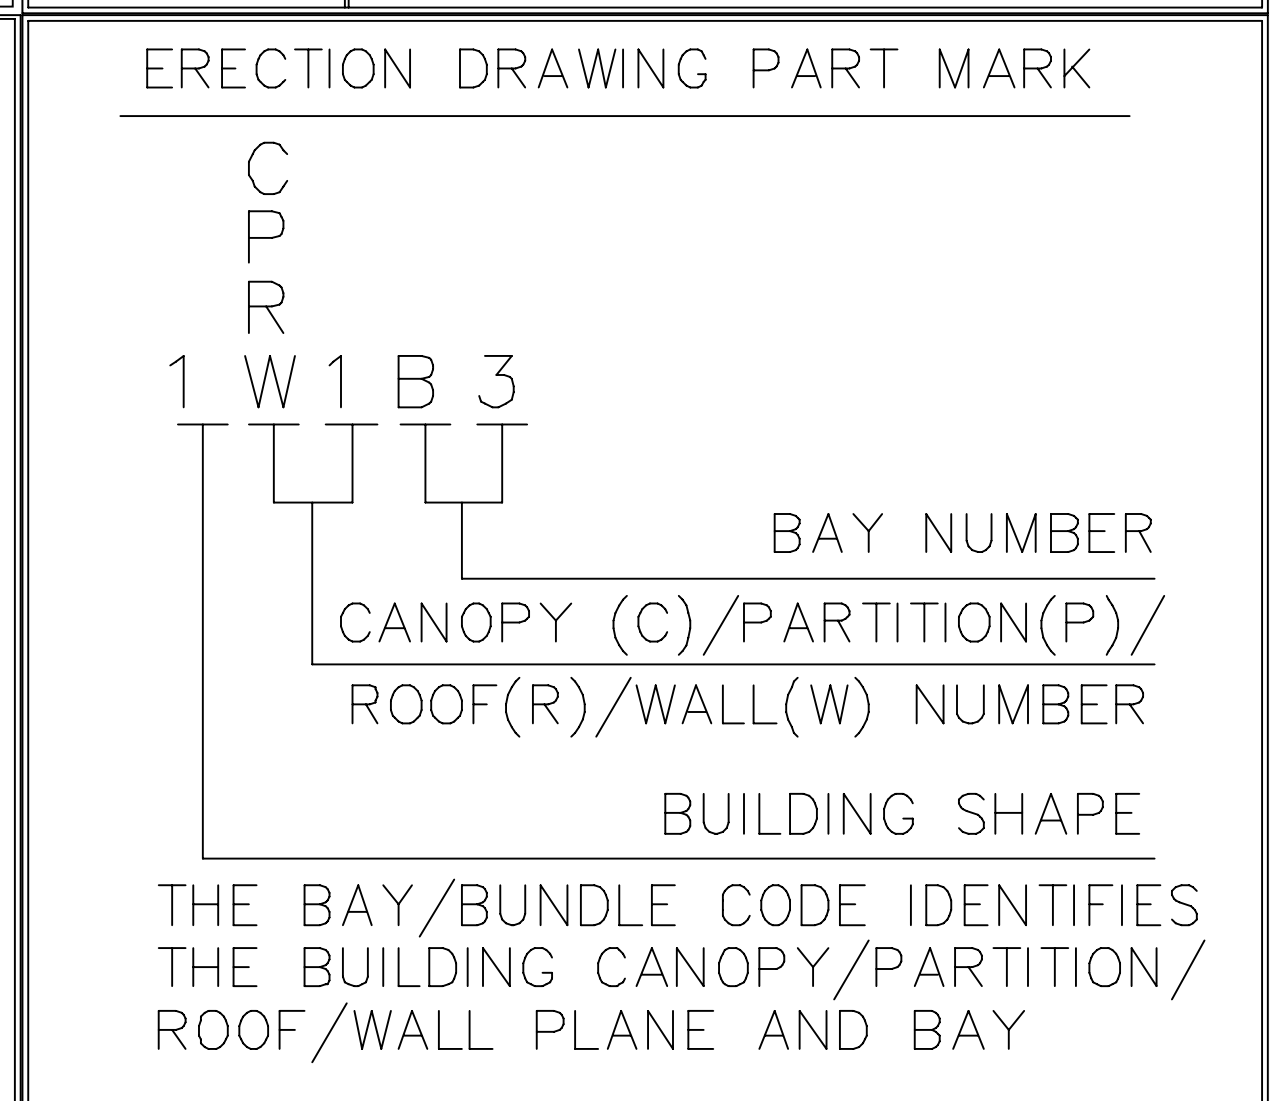 ERECTION DRAWING PART MARK
C
P
R
1 W 1 B 3
BAY NUMBER
CANOPY (C)/PARTITION(P)/
ROOF(R)/WALL(W) NUMBER
BUILDING SHAPE
THE BAY/BUNDLE CODE IDENTIFIES
THE BUILDING CANOPY/PARTITION/
ROOF/WALL PLANE AND BAY